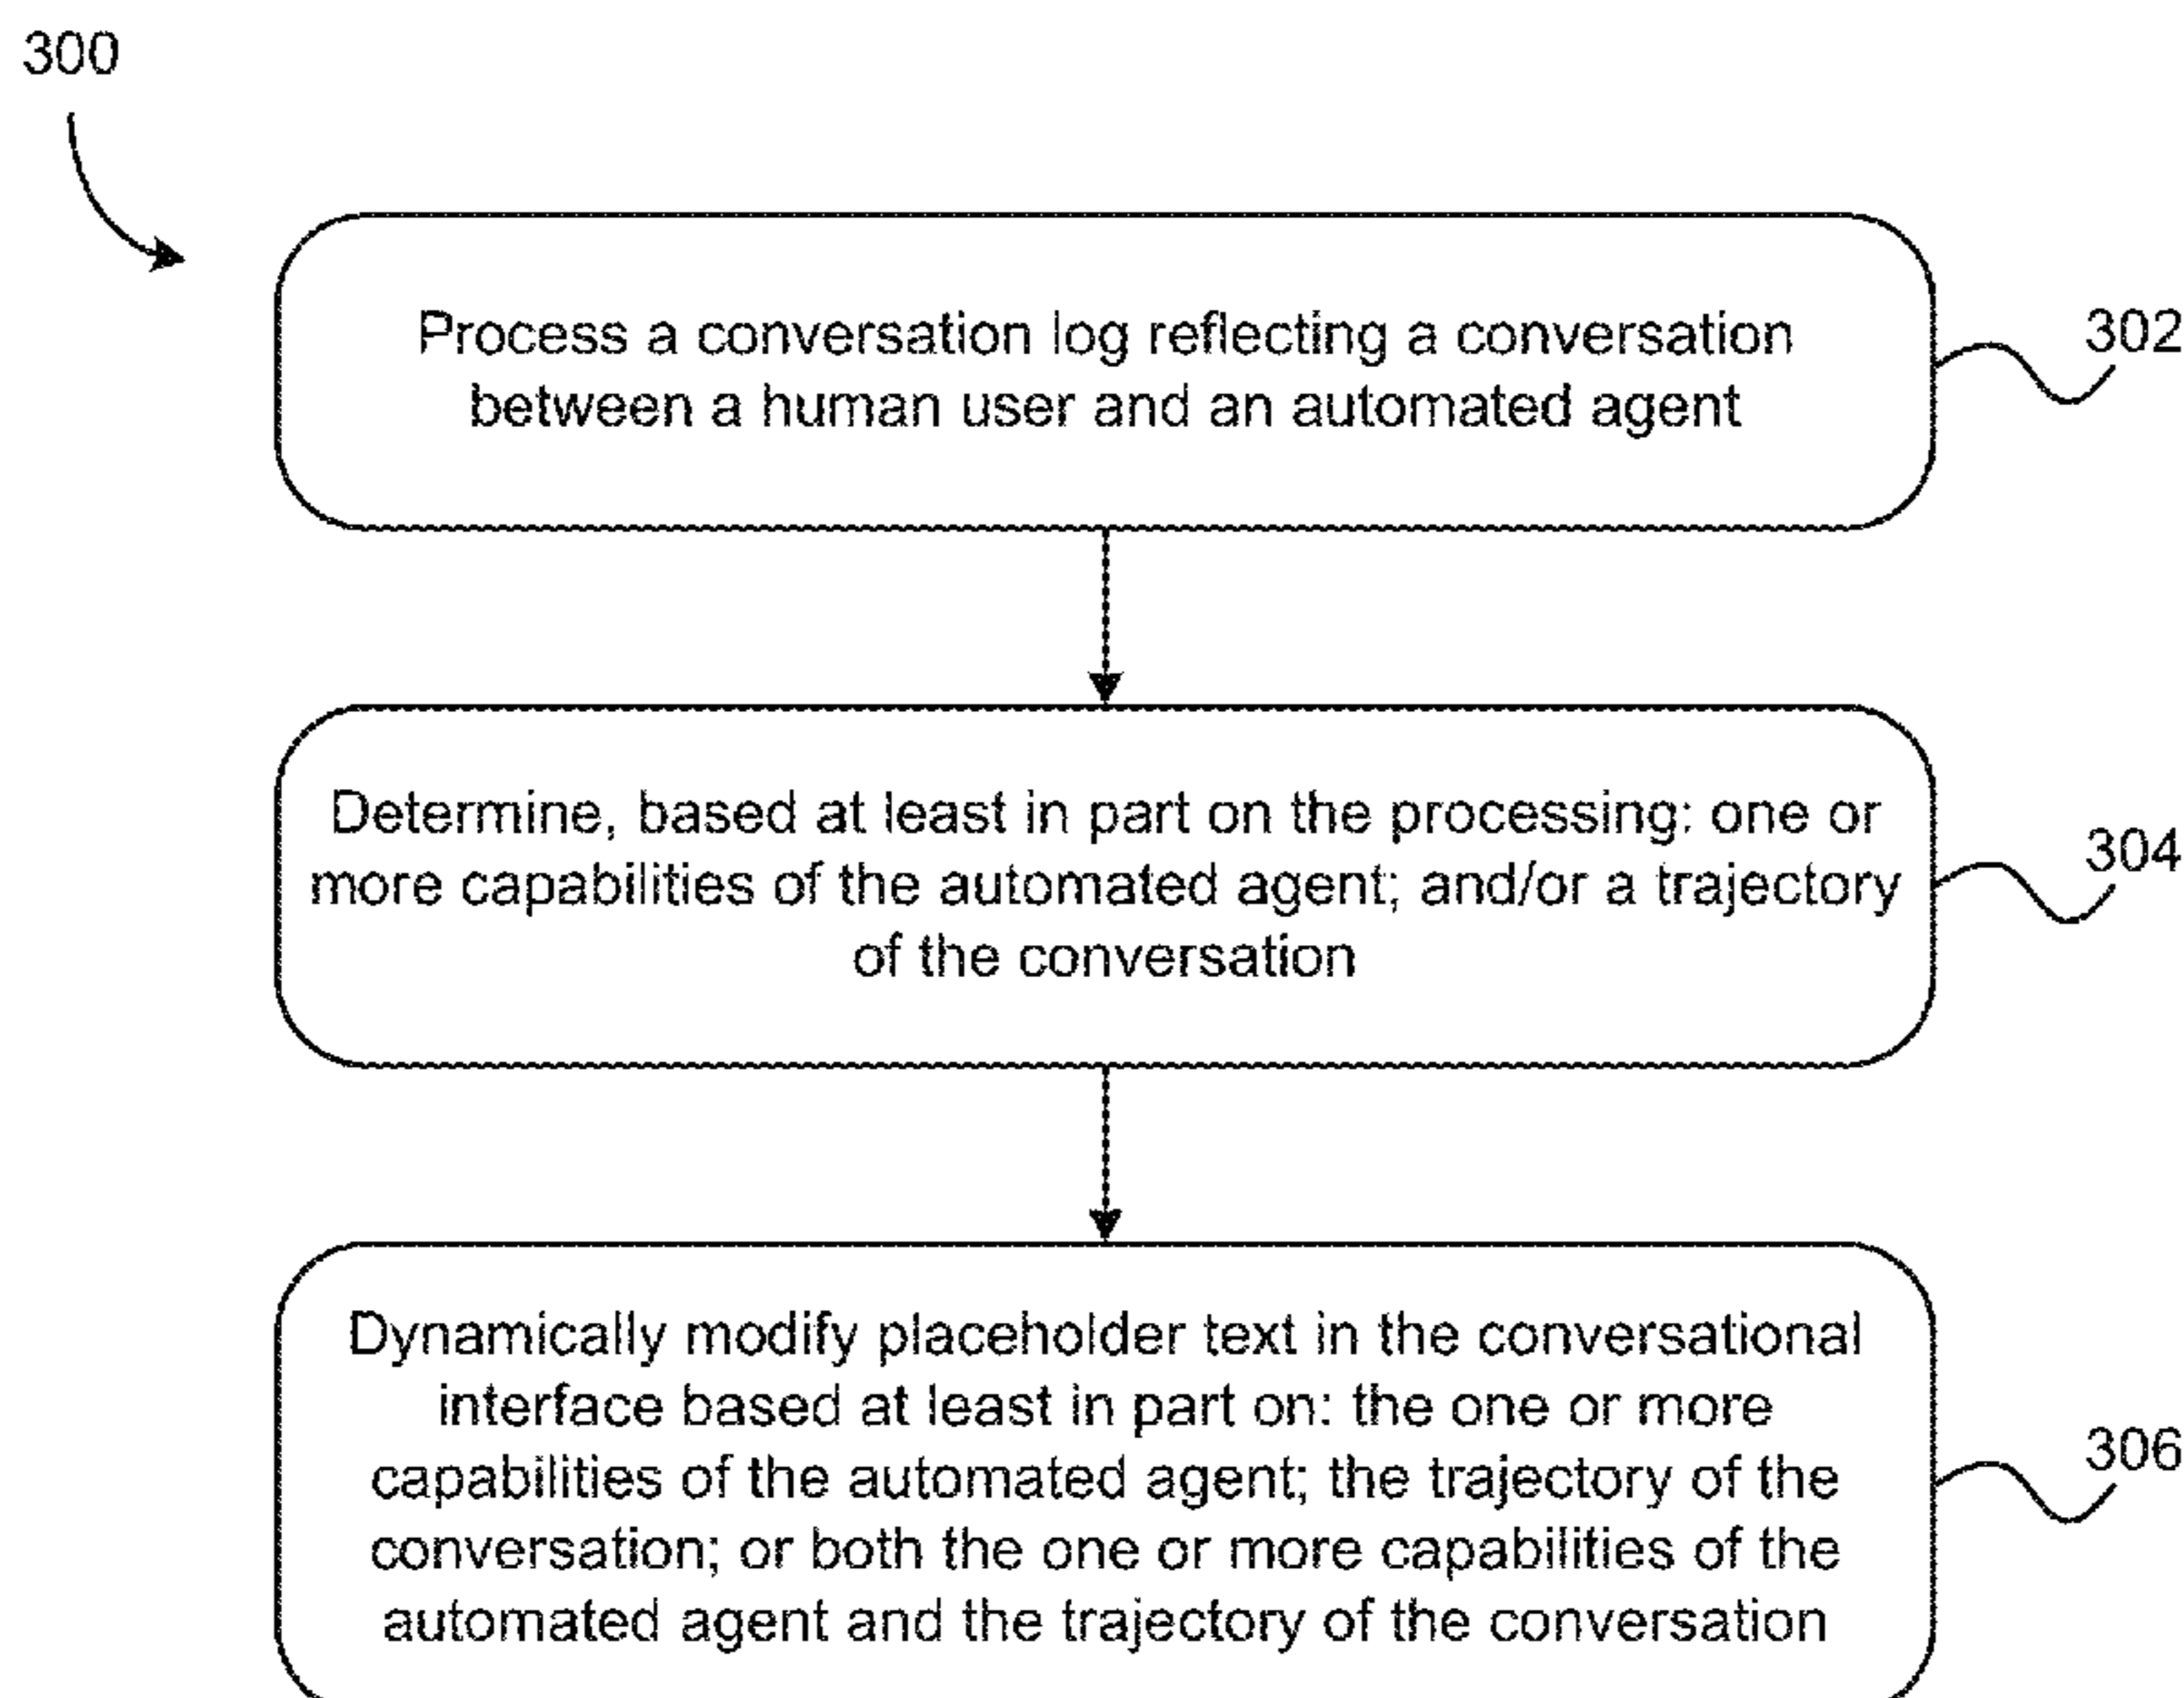 300
Process a conversation log reflecting a conversation
between a human user and an automated agent
302
Determine, based at least in part on the processing: one or
more capabilities of the automated agent; and/or a trajectory
of the conversation
304
Dynamically modify placeholder text in the conversational
interface based at least in part on: the one or more
capabilities of the automated agent; the trajectory of the
conversation; or both the one or more capabilities of the
automated agent and the trajectory of the conversation
306